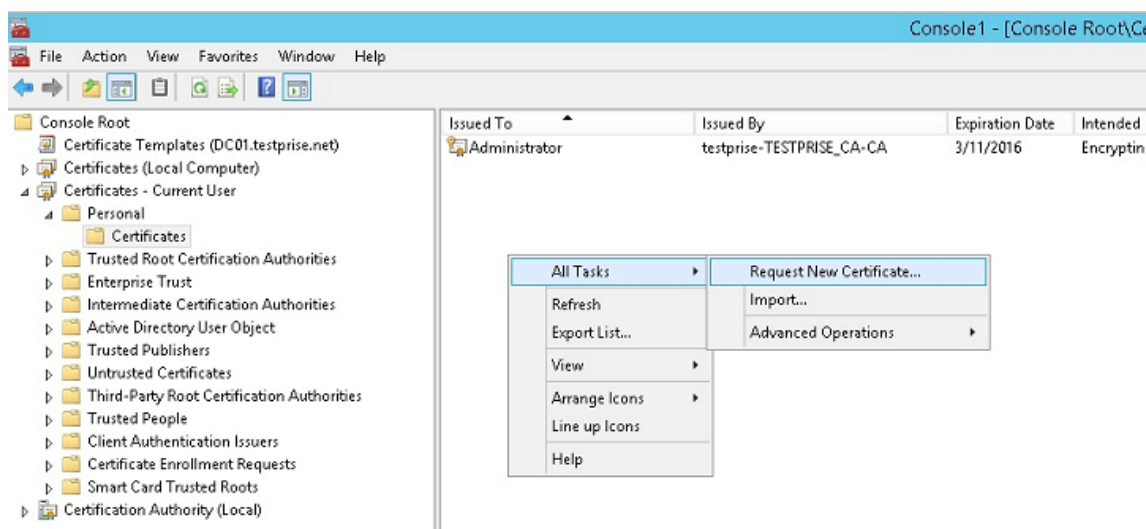 Console1 - [Console Root\Ce
File Action View Favorites Window Help
Console Root
Certificate Templates (DC01.testprise.net)
Certificates (Local Computer)
Certificates - Current User
Personal
Certificates
Trusted Root Certification Authorities
Enterprise Trust
Intermediate Certification Authorities
Active Directory User Object
Trusted Publishers
Untrusted Certificates
Third-Party Root Certification Authorities
Trusted People
Client Authentication Issuers
Certificate Enrollment Requests
Smart Card Trusted Roots
Certification Authority (Local)
Issued To Issued By Expiration Date Intended
Administrator testprise-TESTPRISE_CA-CA 3/11/2016 Encryptin
All Tasks
Refresh
Export List...
View
Arrange Icons
Line up Icons
Help
Request New Certificate...
Import...
Advanced Operations